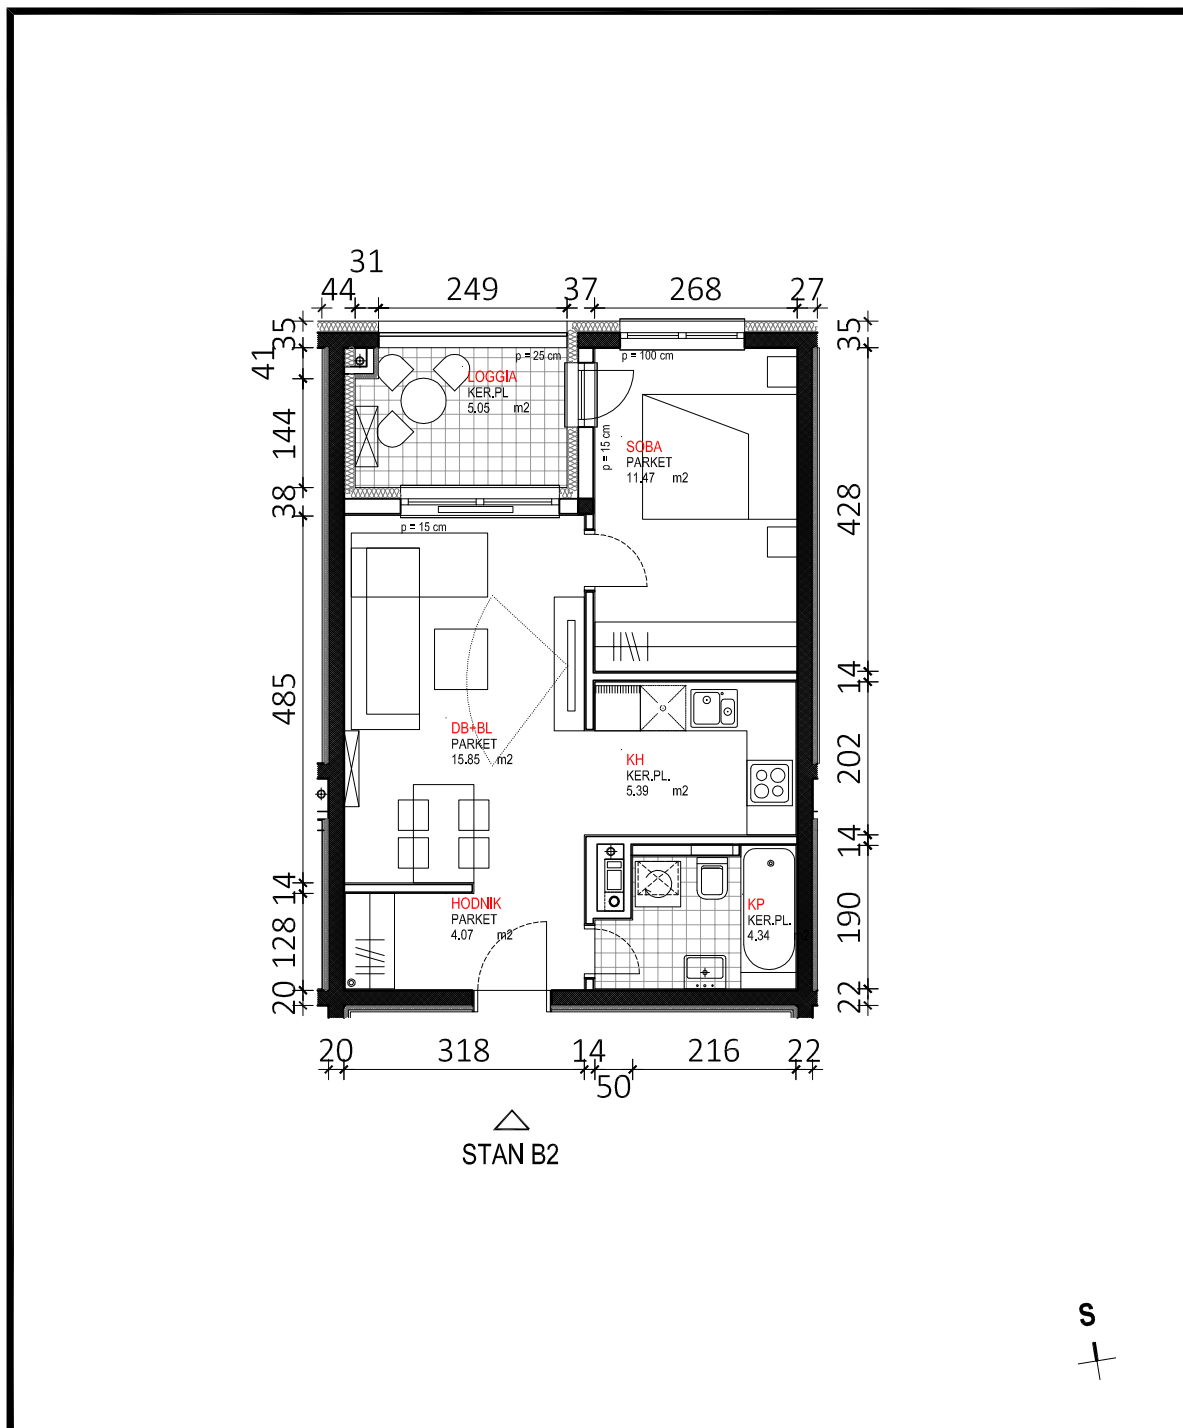 31
44
249
37
268
27
35
41
144
38
485
14
128
20
35
428
14
202
14
190
22
p = 25 cm
p = 100 cm
LOGGIA
KER.PL
5.05 m2
p = 15 cm
SOBA
PARKET
11.47 m2
p = 15 cm
DB+BL
PARKET
15.85 m2
KH
KER.PL.
5.39 m2
HODNIK
PARKET
4.07 m2
KP
KER.PL.
4.34 m2
20
318
14
50
216
22
STAN B2
S